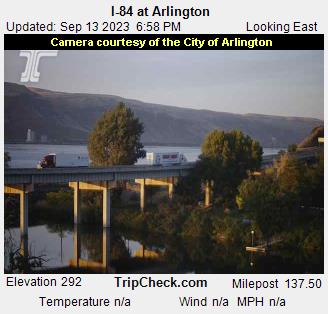 I-84 at Arlington
Updated: Sep 13 2023 6:58 PM Looking East
Camera courtesy of the City of Arlington
Elevation 292 TripCheck.com Milepost 137.50
Temperature n/a Wind n/a MPH n/a